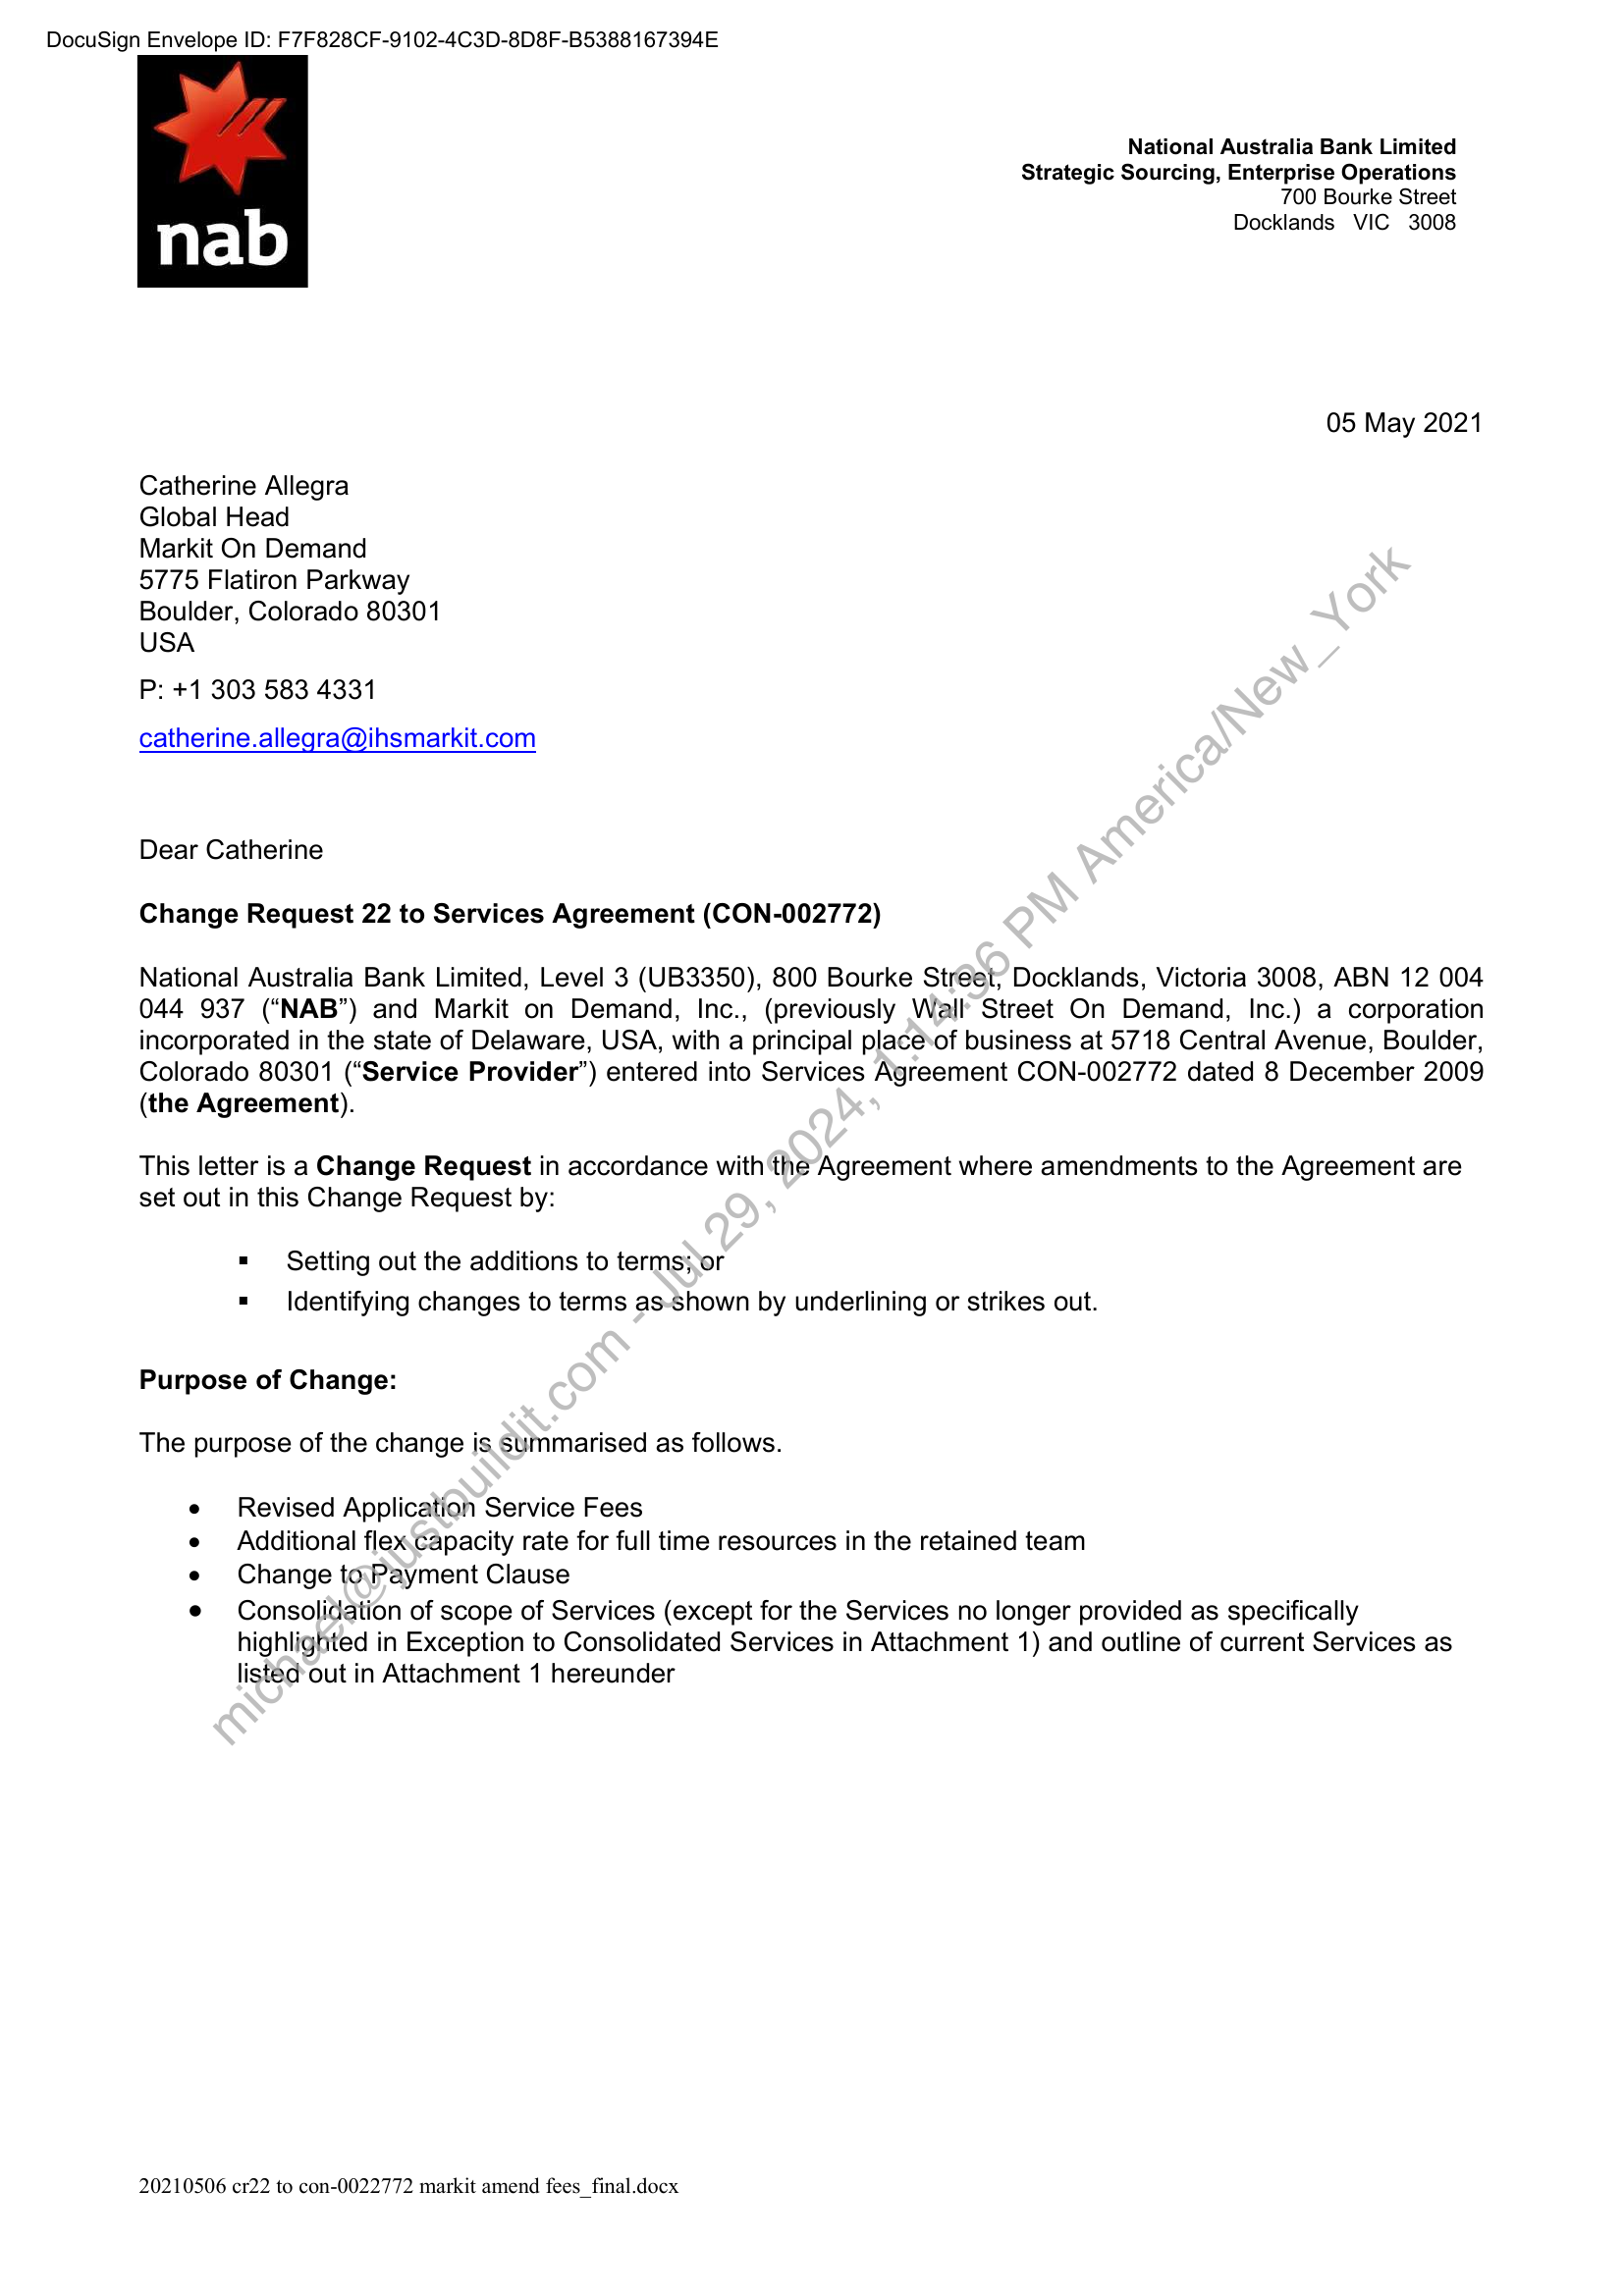 DocuSign Envelope ID: F7F828CF-9102-4C3D-8D8F-B5388167394E
nab
National Australia Bank Limited
Strategic Sourcing, Enterprise Operations
700 Bourke Street
Docklands VIC 3008
05 May 2021
Catherine Allegra
Global Head
Markit On Demand
5775 Flatiron Parkway
Boulder, Colorado 80301
USA
P: +1 303 583 4331
catherine.allegra@ihsmarkit.com
Dear Catherine
Change Request 22 to Services Agreement (CON-002772)
National Australia Bank Limited, Level 3 (UB3350), 800 Bourke Street, Docklands, Victoria 3008, ABN 12 004
044 937 (“NAB”) and Markit on Demand, Inc., (previously Wall Street On Demand, Inc.) a corporation
incorporated in the state of Delaware, USA, with a principal place of business at 5718 Central Avenue, Boulder,
Colorado 80301 (“Service Provider”) entered into Services Agreement CON-002772 dated 8 December 2009
(the Agreement).
This letter is a Change Request in accordance with the Agreement where amendments to the Agreement are
set out in this Change Request by:
▪ Setting out the additions to terms; or
▪ Identifying changes to terms as shown by underlining or strikes out.
Purpose of Change:
The purpose of the change is summarised as follows.
• Revised Application Service Fees
• Additional flex capacity rate for full time resources in the retained team
• Change to Payment Clause
• Consolidation of scope of Services (except for the Services no longer provided as specifically
highlighted in Exception to Consolidated Services in Attachment 1) and outline of current Services as
listed out in Attachment 1 hereunder
michael@justbuildit.com - Jul 29, 2024, 1:14:36 PM America/New_York
20210506 cr22 to con-0022772 markit amend fees_final.docx